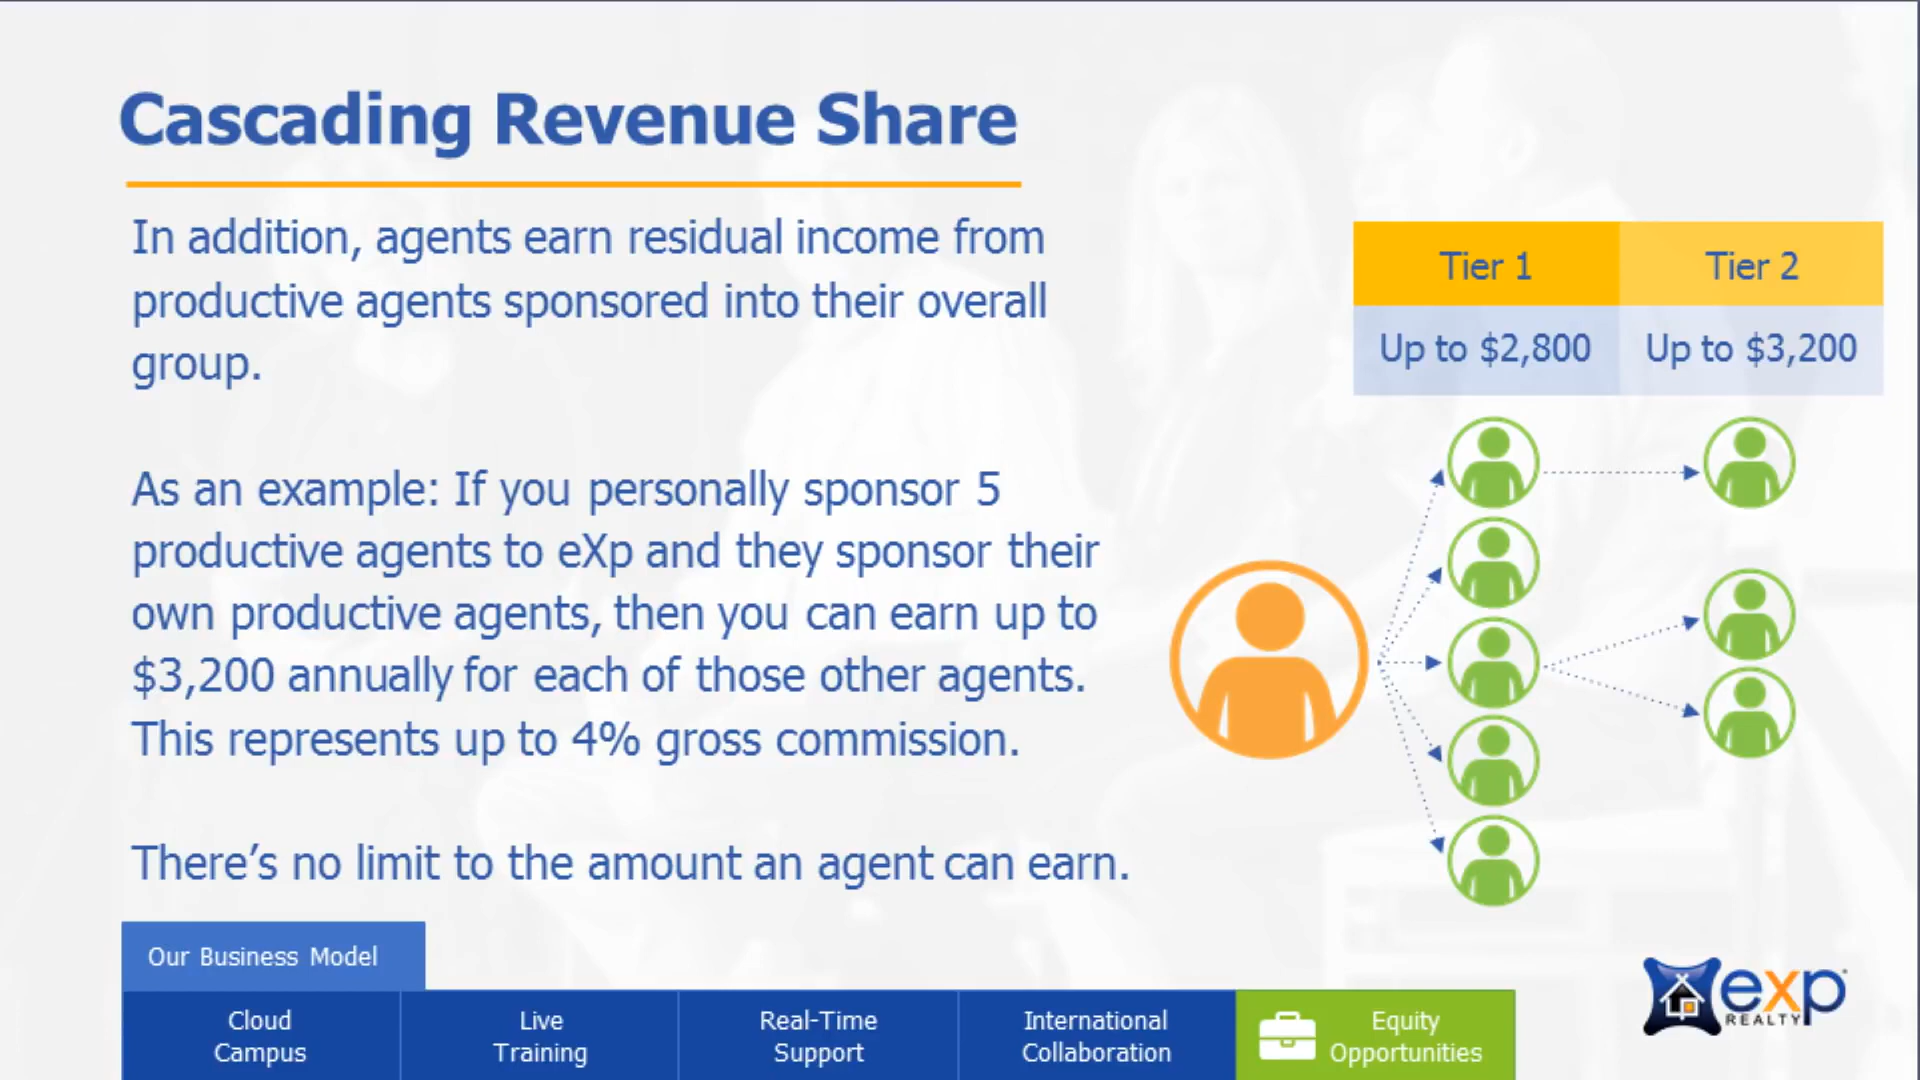 Cascading Revenue Share
In addition, agents earn residual income from
productive agents sponsored into their overall
group.
As an example: If you personally sponsor 5
productive agents to eXp and they sponsor their
own productive agents, then you can earn up to
$3,200 annually for each of those other agents.
This represents up to 4% gross commission.
There's no limit to the amount an agent can earn.
Tier 1
Tier 2
Up to $2,800
Up to $3,200
Our Business Model
Cloud
Campus
Live
Training
Real-Time
Support
International
Collaboration
Equity
Opportunities
exp
REALTY